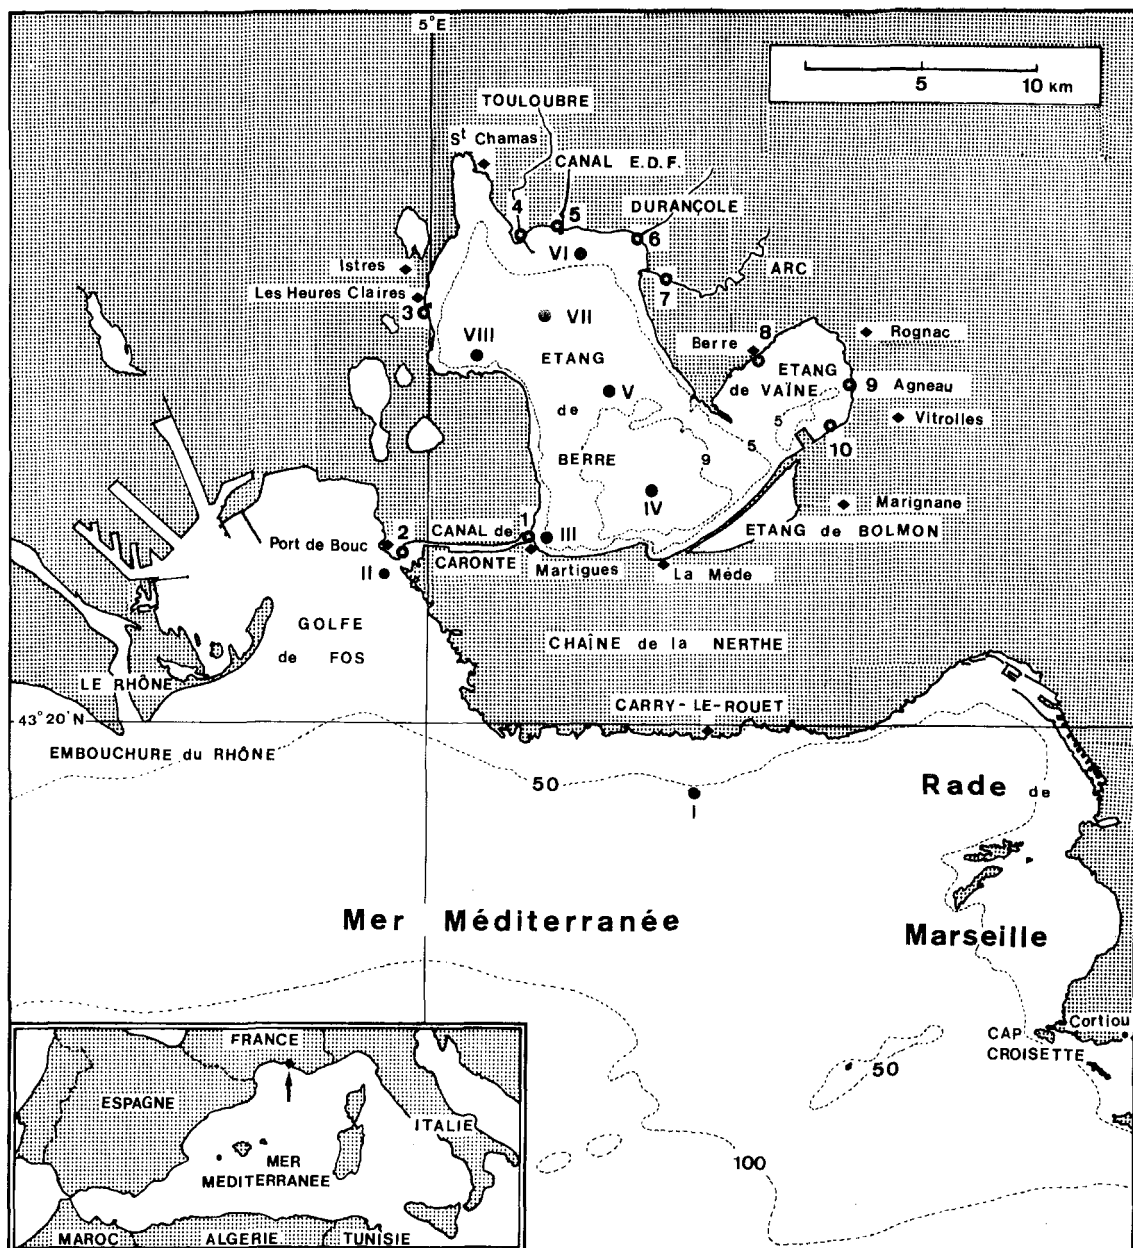 5°E
5 10 KM
TOULOUBRE
St Chamas
CANAL E.D.F.
DURANÇOLE
4
5
6
VI
ARC
Istres
Les Heures Claires
7
3
VII
8
Rognac
VIII
Berre
ETANG
ETANG
de VAÏNE
9 Agneau
V
de
5
Vitrolles
BERRE
9
5
10
IV
Marignane
1
III
2
CANAL de
ETANG de BOLMON
Port de Bouc
CARONTE
Martigues
La Méde
II
GOLFE
de FOS
CHAÎNE de la NERTHE
LE RHÔNE
CARRY-LE-ROUET
43°20'N
EMBOUCHURE du RHÔNE
50
I
Rade de
Mer Méditerranée
Marseille
Cortiou
CAP
CROISETTE
50
100
FRANCE
ESPAGNE
ITALIE
MER
MEDITERRANEE
MAROC
ALGERIE
TUNISIE